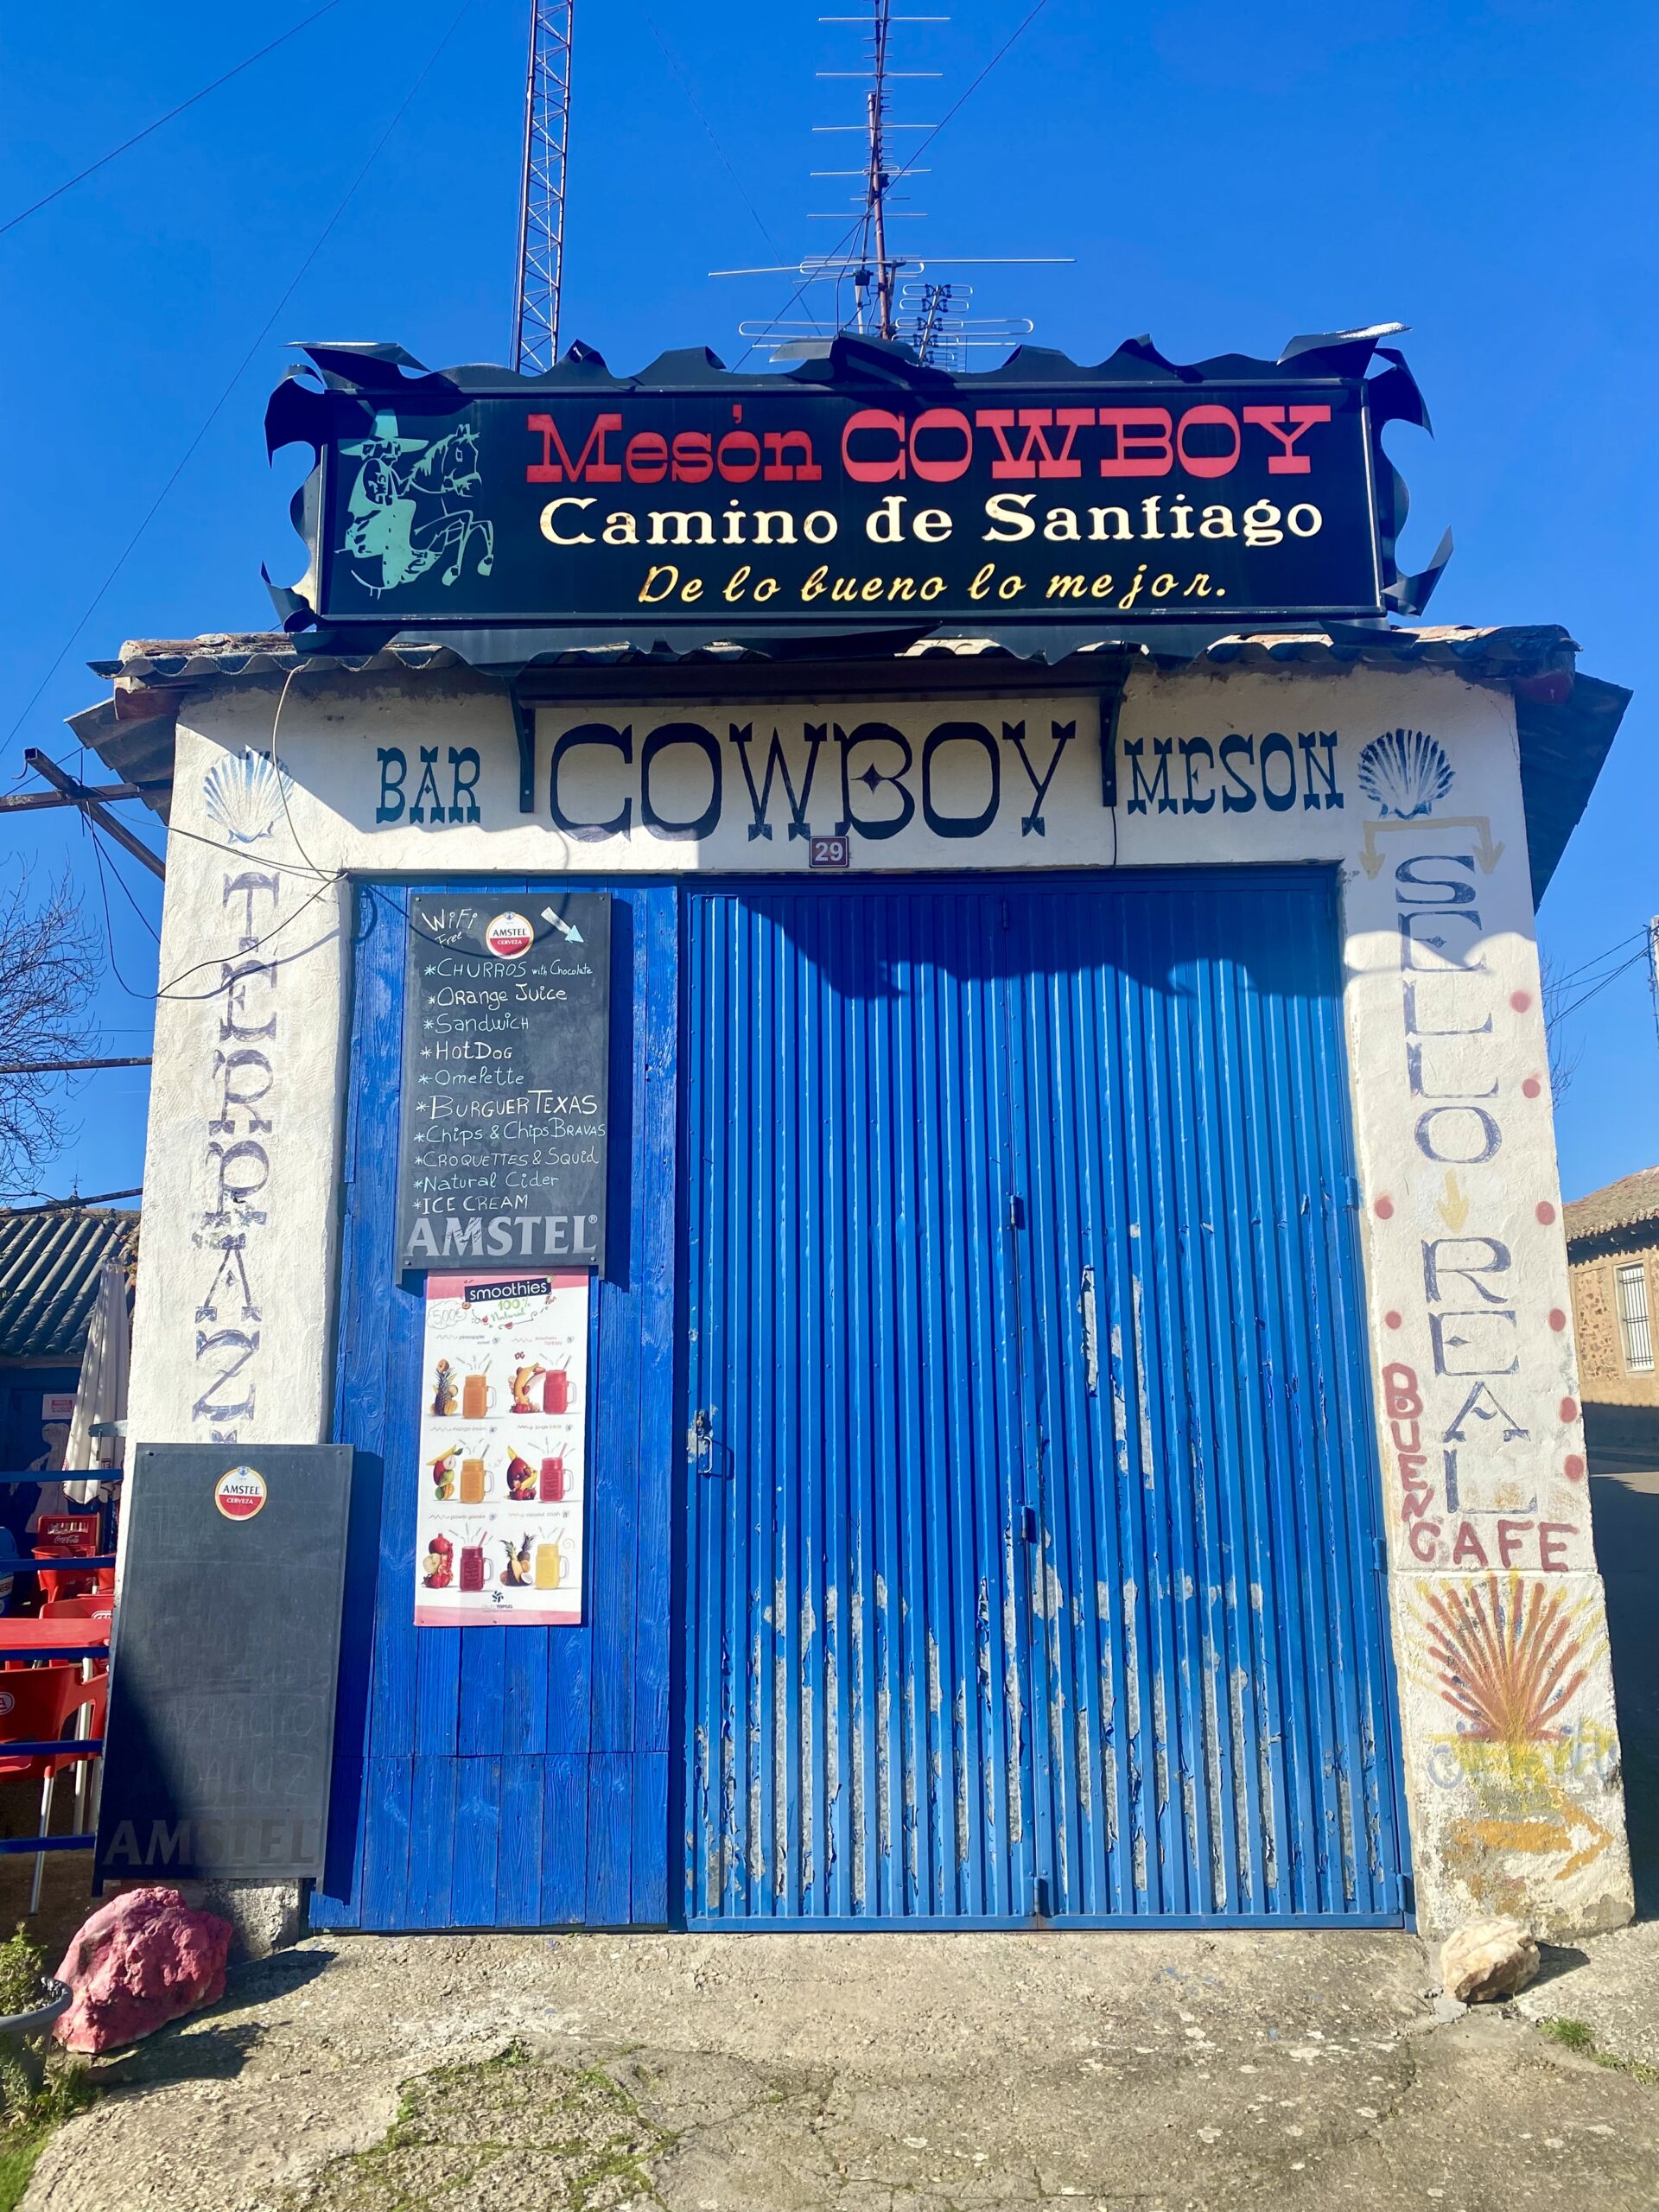 Mesón COWBOY
Camino de Santiago
De lo bueno lo mejor.
BAR COWBOY MESON
29
TERRAZ
WiFi
Free
AMSTEL
CERVEZA
*CHURROS with Chocolate
*Orange Juice
*Sandwich
*HotDog
*Omelette
*BURGUER TEXAS
*Chips & Chips BRAVAS
*CROQUETTES & Squid
*Natural Cider
*ICE CREAM
AMSTEL®
smoothies
100%
Natural
AMSTEL
CERVEZA
AMSTEL
SELLO REAL
BUEN CAFE